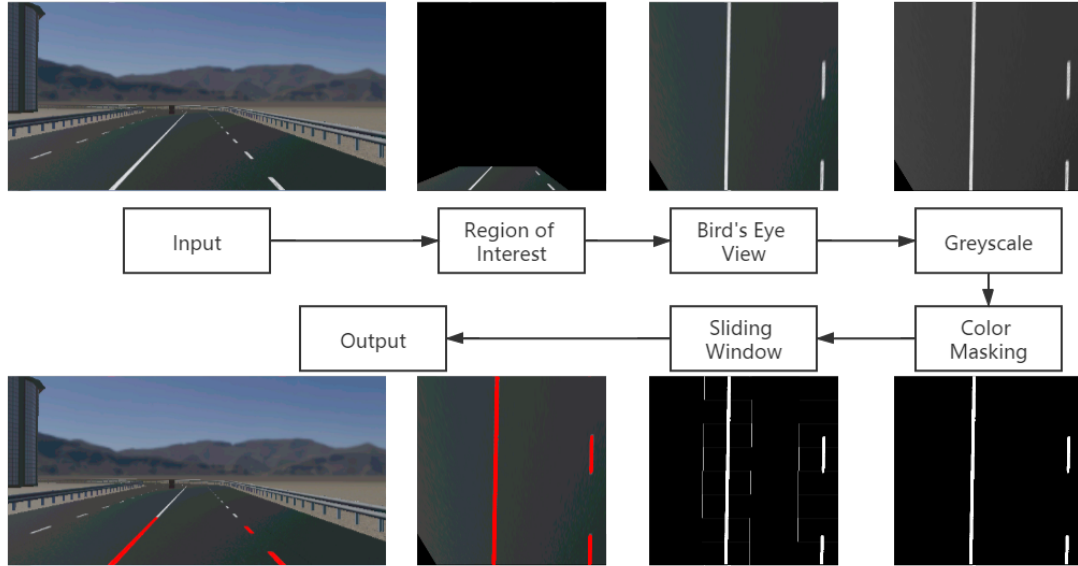 Input
Region of
Interest
Bird's Eye
View
Greyscale
Color
Masking
Sliding
Window
Output